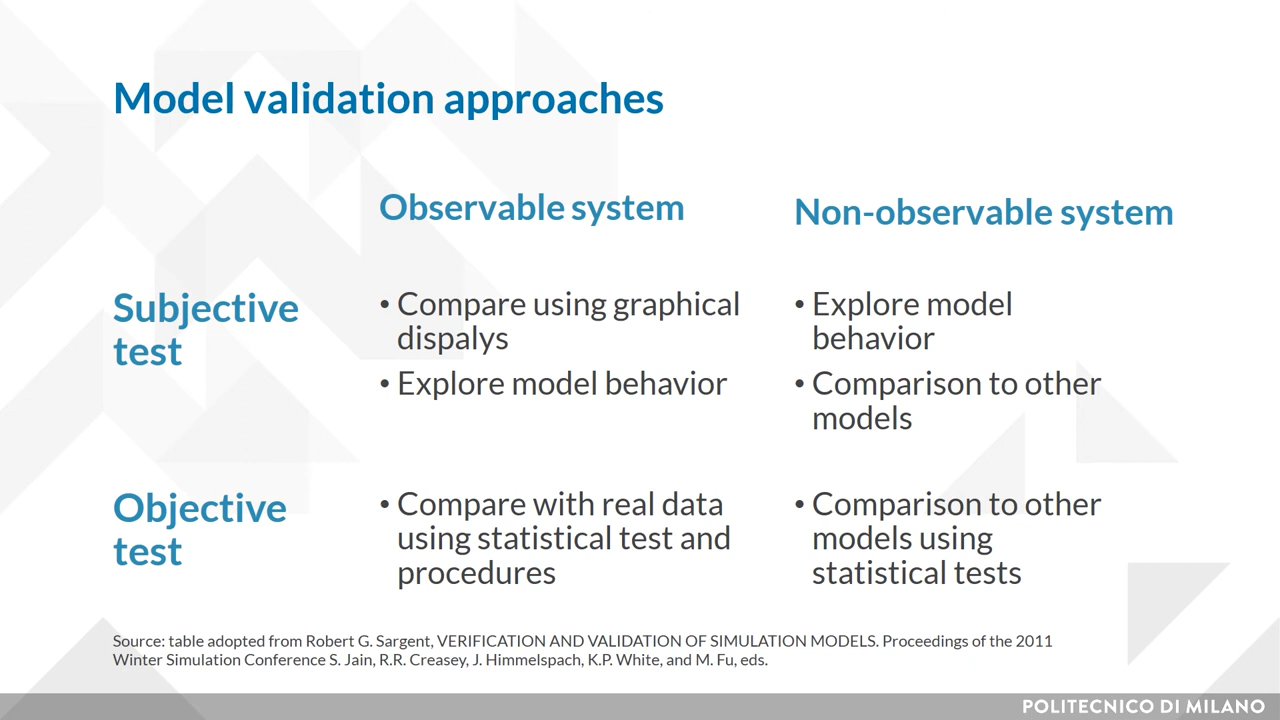 Model validation approaches
Observable system
Non-observable system
Subjective
test
• Compare using graphical
dispalys
• Explore model behavior
• Explore model
behavior
• Comparison to other
models
Objective
test
• Compare with real data
using statistical test and
procedures
• Comparison to other
models using
statistical tests
Source: table adopted from Robert G. Sargent, VERIFICATION AND VALIDATION OF SIMULATION MODELS. Proceedings of the 2011
Winter Simulation Conference S. Jain, R.R. Creasey, J. Himmelspach, K.P. White, and M. Fu, eds.
POLITECNICO DI MILANO